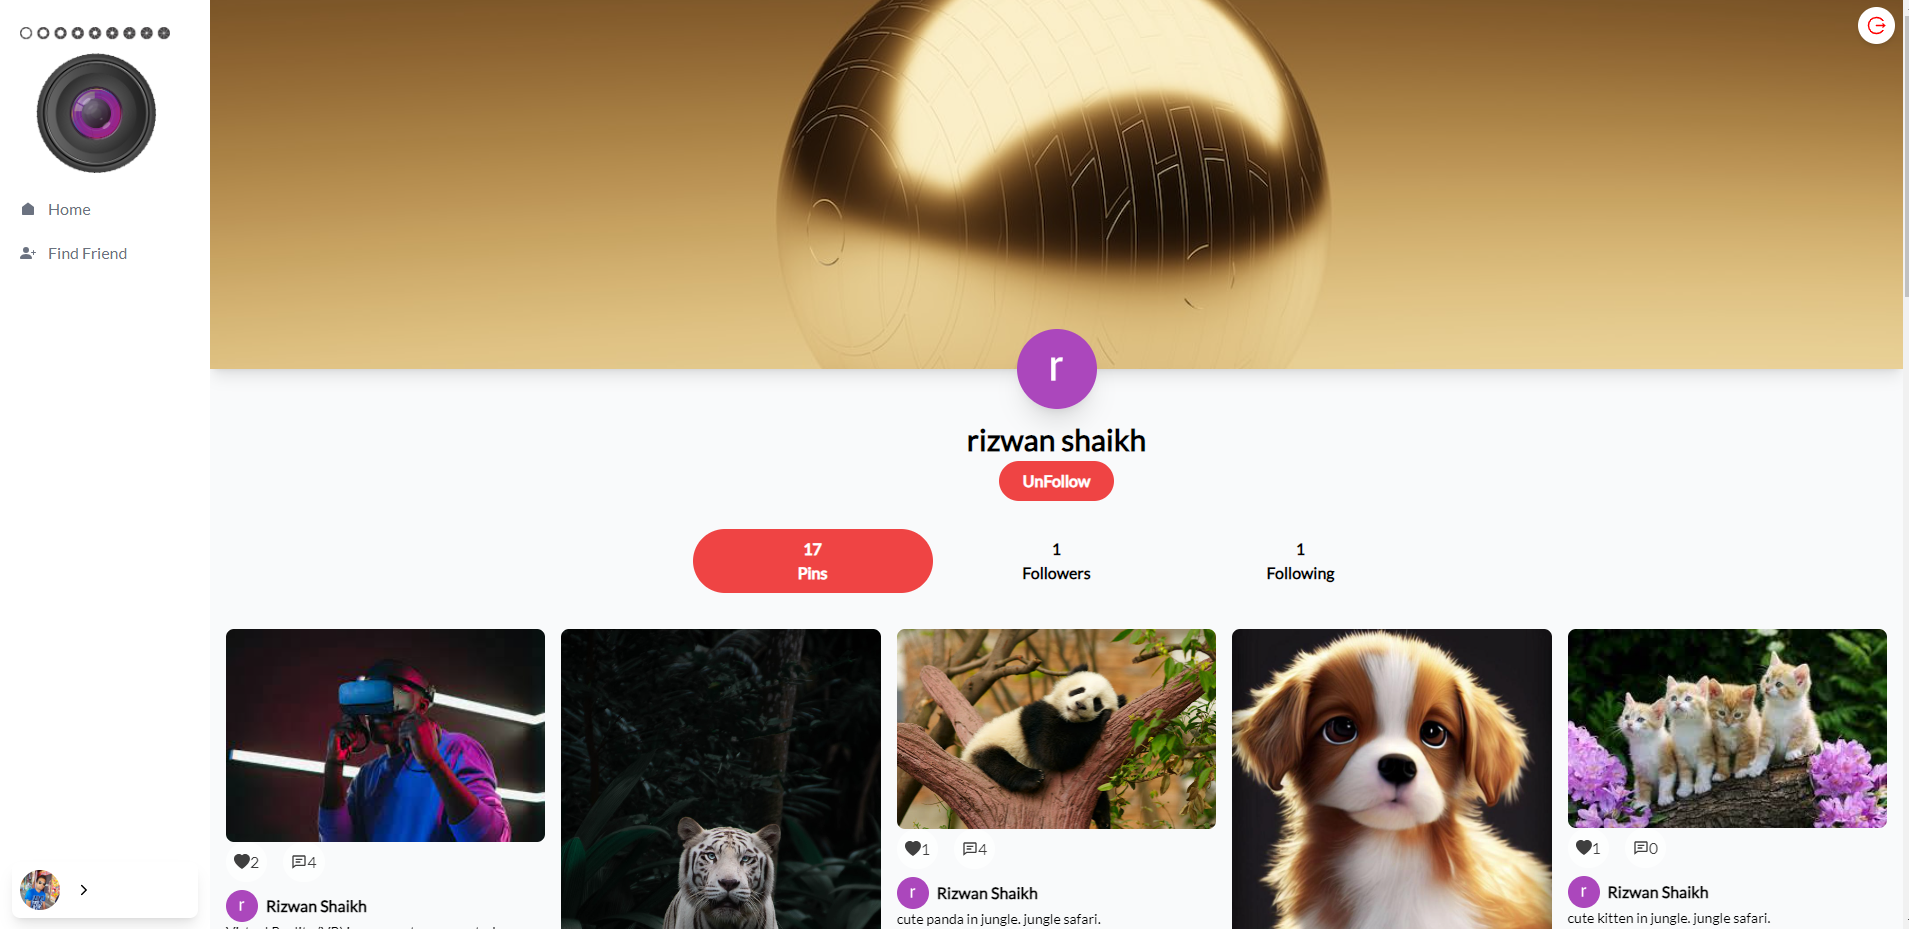 Home
Find Friend
r
rizwan shaikh
UnFollow
17
Pins
1
Followers
1
Following
2
4
r
Rizwan Shaikh
1
4
r
Rizwan Shaikh
cute panda in jungle. jungle safari.
1
0
r
Rizwan Shaikh
cute kitten in jungle. jungle safari.